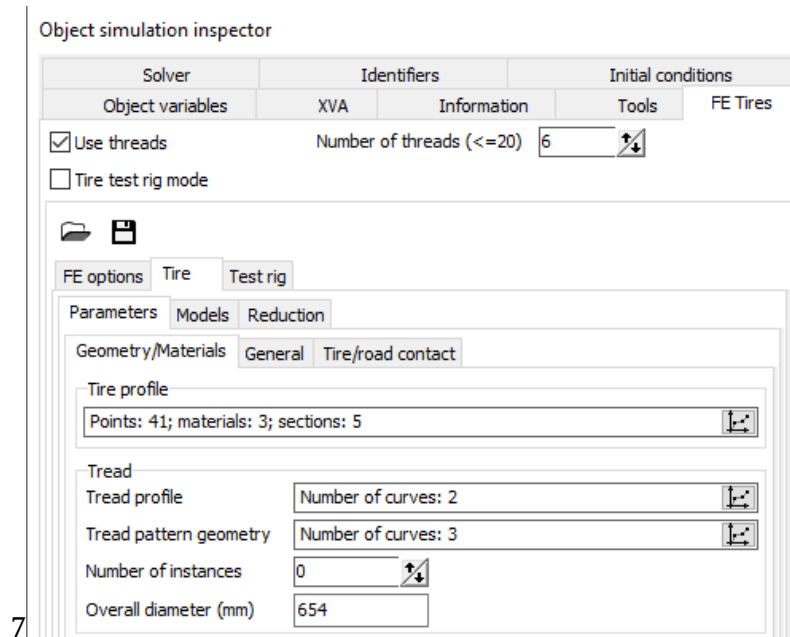 Object simulation inspector
Solver Identifiers Initial conditions
Object variables XVA Information Tools FE Tires
Use threads Number of threads (<=20) 6
Tire test rig mode
FE options Tire Test rig
Parameters Models Reduction
Geometry/Materials General Tire/road contact
Tire profile
Points: 41; materials: 3; sections: 5
Tread
Tread profile Number of curves: 2
Tread pattern geometry Number of curves: 3
Number of instances 0
Overall diameter (mm) 654
7